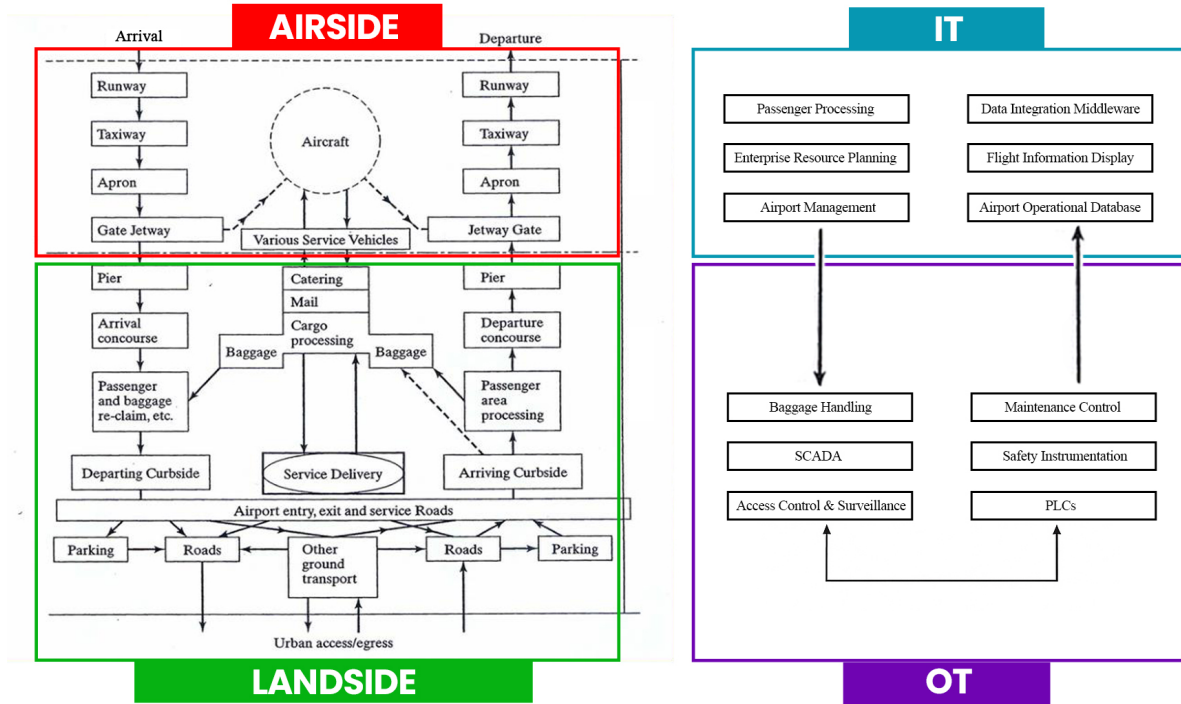 AIRSIDE
Arrival
Departure
Runway
Taxiway
Apron
Gate Jetway
Aircraft
Various Service Vehicles
Runway
Taxiway
Apron
Jetway Gate
Pier
Arrival
concourse
Passenger
and baggage
re-claim, etc.
Departing Curbside
Catering
Mail
Cargo
processing
Baggage
Baggage
Service Delivery
Pier
Departure
concourse
Passenger
area
processing
Arriving Curbside
Airport entry, exit and service Roads
Parking
Roads
Other
ground
transport
Roads
Parking
Urban access/egress
LANDSIDE
IT
Passenger Processing
Data Integration Middleware
Enterprise Resource Planning
Flight Information Display
Airport Management
Airport Operational Database
Baggage Handling
Maintenance Control
SCADA
Safety Instrumentation
Access Control & Surveillance
PLCs
OT